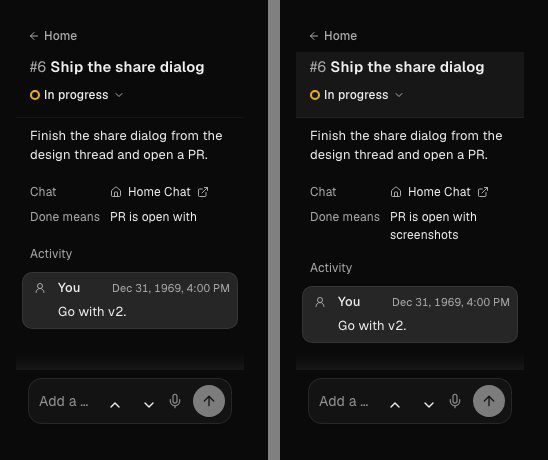 Home
#6 Ship the share dialog
In progress
Finish the share dialog from the
design thread and open a PR.
Chat Home Chat
Done means PR is open with
Activity
You Dec 31, 1969, 4:00 PM
Go with v2.
Add a ...
Home
#6 Ship the share dialog
In progress
Finish the share dialog from the
design thread and open a PR.
Chat Home Chat
Done means PR is open with
screenshots
Activity
You Dec 31, 1969, 4:00 PM
Go with v2.
Add a ...